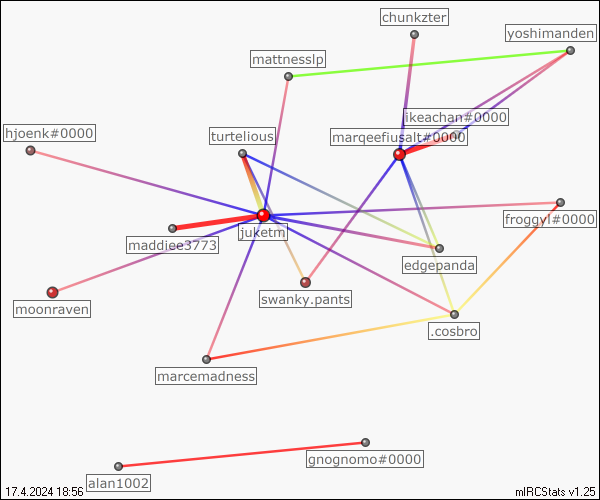 chunkzter
yoshimanden
mattnesslp
ikeachan#0000
hjoenk#0000
turtelious
marqeefiusalt#0000
froggyl#0000
juketm
maddiee3773
edgepanda
swanky.pants
moonraven
.cosbro
marcemadness
gnognomo#0000
alan1002
17.4.2024 18:56
mIRCStats v1.25